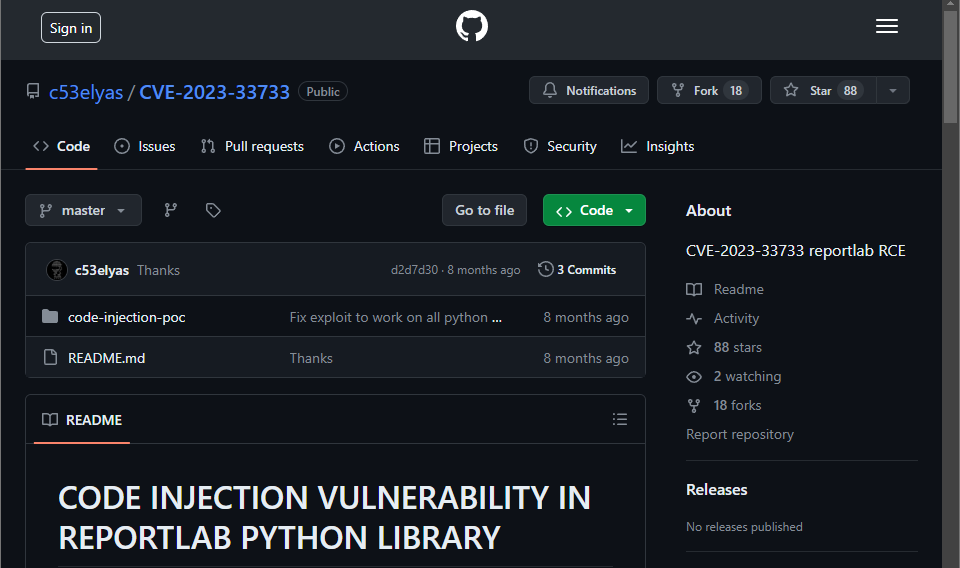 Sign in
c53elyas / CVE-2023-33733 Public
Notifications Fork 18 Star 88
Code Issues Pull requests Actions Projects Security Insights
master Go to file Code
c53elyas Thanks d2d7d30 · 8 months ago 3 Commits
code-injection-poc Fix exploit to work on all python ... 8 months ago
README.md Thanks 8 months ago
README
CODE INJECTION VULNERABILITY IN
REPORTLAB PYTHON LIBRARY
About
CVE-2023-33733 reportlab RCE
Readme
Activity
88 stars
2 watching
18 forks
Report repository
Releases
No releases published